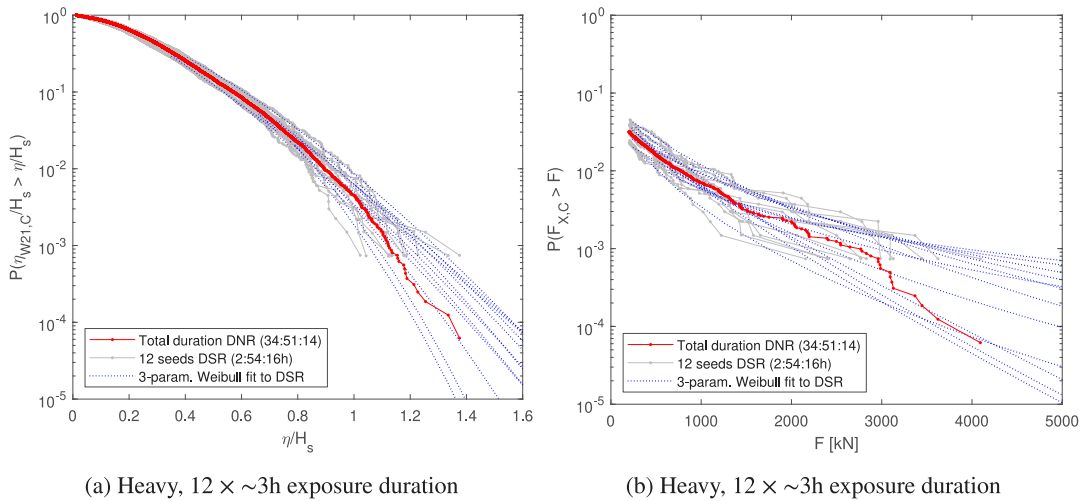 P(η_W21,C/H_s > η/H_s)
10^0
10^-1
10^-2
10^-3
10^-4
10^-5
Total duration DNR (34:51:14)
12 seeds DSR (2:54:16h)
3-param. Weibull fit to DSR
0 0.2 0.4 0.6 0.8 1 1.2 1.4 1.6
η/H_s
(a) Heavy, 12 × ~3h exposure duration
P(F_X,C > F)
10^0
10^-1
10^-2
10^-3
10^-4
10^-5
Total duration DNR (34:51:14)
12 seeds DSR (2:54:16h)
3-param. Weibull fit to DSR
0 1000 2000 3000 4000 5000
F [kN]
(b) Heavy, 12 × ~3h exposure duration